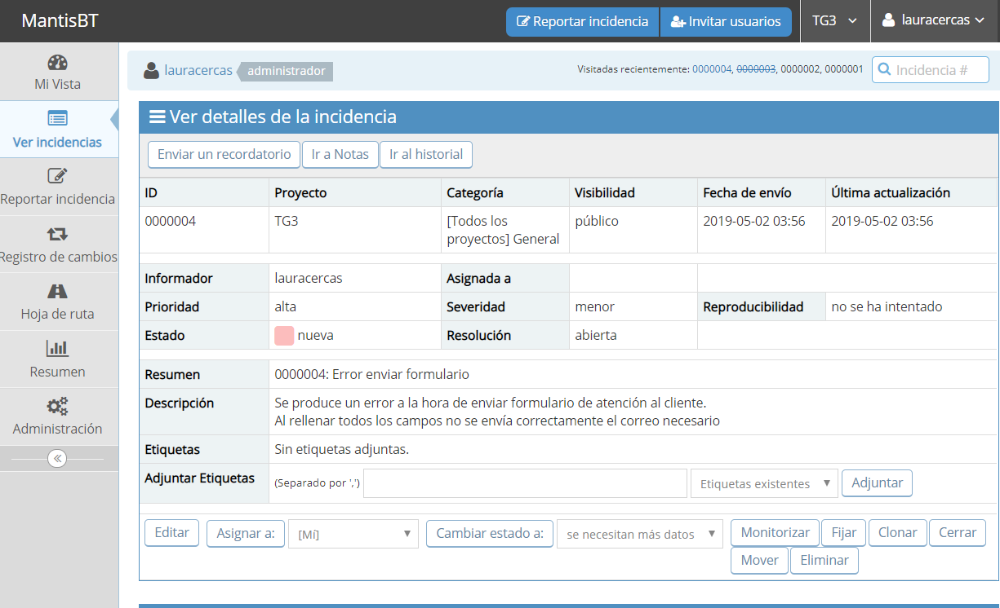 MantisBT
Reportar incidencia
Invitar usuarios
TG3
lauracercas
Mi Vista
Ver incidencias
Reportar incidencia
Registro de cambios
Hoja de ruta
Resumen
Administración
lauracercas administrador
Visitadas recientemente: 0000004, 0000003, 0000002, 0000001
Incidencia #
Ver detalles de la incidencia
Enviar un recordatorio Ir a Notas Ir al historial
ID Proyecto Categoría Visibilidad Fecha de envío Última actualización
0000004 TG3 [Todos los público 2019-05-02 03:56 2019-05-02 03:56
proyectos] General
Informador lauracercas Asignada a
Prioridad alta Severidad menor Reproducibilidad no se ha intentado
Estado nueva Resolución abierta
Resumen 0000004: Error enviar formulario
Descripción Se produce un error a la hora de enviar formulario de atención al cliente.
Al rellenar todos los campos no se envía correctamente el correo necesario
Etiquetas Sin etiquetas adjuntas.
Adjuntar Etiquetas (Separado por ',') Etiquetas existentes Adjuntar
Editar Asignar a: [Mí] Cambiar estado a: se necesitan más datos Monitorizar Fijar Clonar Cerrar
Mover Eliminar